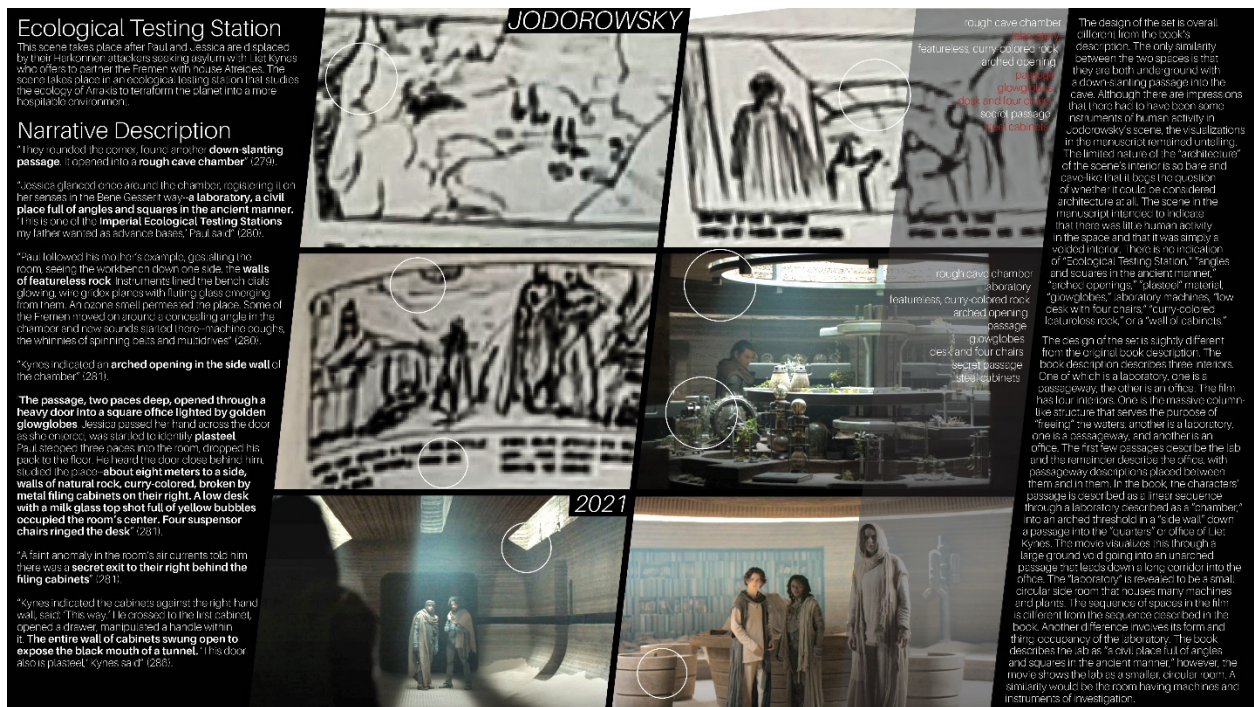 Ecological Testing Station
This scene takes place after Paul and Jessica are displaced
by their Harkonnen attackers seeking asylum with Liet Kynes
who offers to partner the Fremen with house Atreides. The
scene takes place in an ecological testing station that studies
the ecology of Arrakis to terraform the planet into a more
hospitable environment.
Narrative Description
"They rounded the corner, found another down-slanting
passage. It opened into a rough cave chamber" (279).
"Jessica glanced once around the chamber, registering it on
her senses in the Bene Gesserit way--a laboratory, a civil
place full of angles and squares in the ancient manner.
'This is one of the Imperial Ecological Testing Stations
my father wanted as advance bases,' Paul said" (280).
"Paul followed his mother's example, gestalting the
room, seeing the workbench down one side, the walls
of featureless rock. Instruments lined the bench dials
glowing, wire gridex planes with fluting glass emerging
from them. An ozone smell permeated the place. Some of
the Fremen moved on around a concealing angle in the
chamber and new sounds started there--machine coughs,
the whinnies of spinning belts and multidrives" (280).
"Kynes indicated an arched opening in the side wall of
the chamber" (281).
"The passage, two paces deep, opened through a
heavy door into a square office lighted by golden
glowglobes. Jessica passed her hand across the door
as she entered, was startled to identify plasteel.
Paul stepped three paces into the room, dropped his
pack to the floor. He heard the door close behind him,
studied the place--about eight meters to a side,
walls of natural rock, curry-colored, broken by
metal filing cabinets on their right. A low desk
with a milk glass top shot full of yellow bubbles
occupied the room's center. Four suspensor
chairs ringed the desk" (281).
"A faint anomaly in the room's air currents told him
there was a secret exit to their right behind the
filing cabinets" (281).
"Kynes indicated the cabinets against the right hand
wall, said: 'This way.' He crossed to the first cabinet,
opened a drawer, manipulated a handle within
it. The entire wall of cabinets swung open to
expose the black mouth of a tunnel. 'This door
also is plasteel,' Kynes said" (286).
JODOROWSKY
rough cave chamber
featureless, curry-colored rock
arched opening
passage
glowglobes
desk and four chairs
secret passage
steel cabinets
rough cave chamber
laboratory
featureless, curry-colored rock
arched opening
passage
glowglobes
desk and four chairs
secret passage
steel cabinets
2021
The design of the set is overall
different from the book's
description. The only similarity
between the two spaces is that
they are both underground with
a down-slanting passage into the
cave. Although there are impressions
that there had to have been some
instruments of human activity in
Jodorowsky's scene, the visualizations
in the manuscript remained untelling.
The limited nature of the "architecture"
of the scene's interior is so bare and
cave-like that it begs the question
of whether it could be considered
architecture at all. The scene in the
manuscript intended to indicate
that there was little human activity
in the space and that it was simply a
voided interior. There is no indication
of "Ecological Testing Station," "angles
and squares in the ancient manner,"
"arched openings," "plasteel" material,
"glowglobes," laboratory machines, "low
desk with four chairs," "curry-colored
featureless rock," or a "wall of cabinets."
The design of the set is slightly different
from the original book description. The
book description describes three interiors.
One of which is a laboratory, one is a
passageway, the other is an office. The film
has four interiors. One is the massive column-
like structure that serves the purpose of
"freeing" the waters, another is a laboratory,
one is a passageway, and another is an
office. The first few passages describe the lab
and the remainder describe the office, with
passageway descriptions placed between
them and in them. In the book, the characters'
passage is described as a linear sequence
through a laboratory described as a "chamber,"
into an arched threshold in a "side wall" down
a passage into the "quarters" or office of Liet
Kynes. The movie visualizes this through a
large ground void going into an unarched
passage that leads down a long corridor into the
office. The "laboratory" is revealed to be a small
circular side room that houses many machines
and plants. The sequence of spaces in the film
is different from the sequence described in the
book. Another difference involves its form and
thing occupancy of the laboratory. The book
describes the lab as "a civil place full of angles
and squares in the ancient manner," however, the
movie shows the lab as a smaller, circular room. A
similarity would be the room having machines and
instruments of investigation.